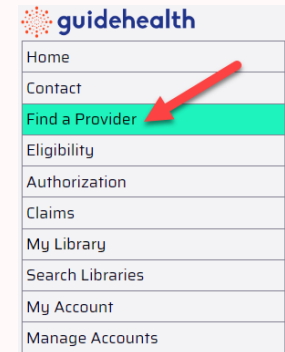 guidehealth
Home
Contact
Find a Provider
Eligibility
Authorization
Claims
My Library
Search Libraries
My Account
Manage Accounts